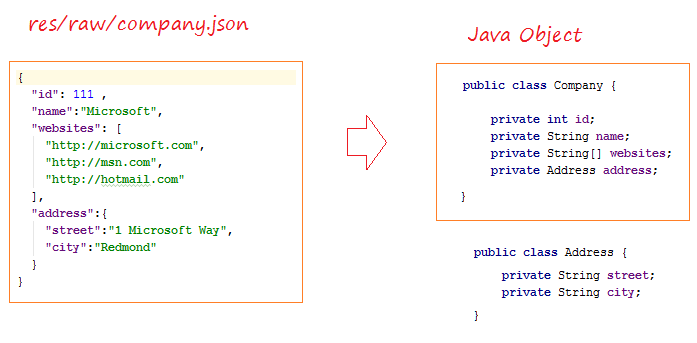 res/raw/company.json
{
"id": 111 ,
"name":"Microsoft",
"websites": [
"http://microsoft.com",
"http://msn.com",
"http://hotmail.com"
],
"address":{
"street":"1 Microsoft Way",
"city":"Redmond"
}
}
Java Object
public class Company {
private int id;
private String name;
private String[] websites;
private Address address;
}
public class Address {
private String street;
private String city;
}